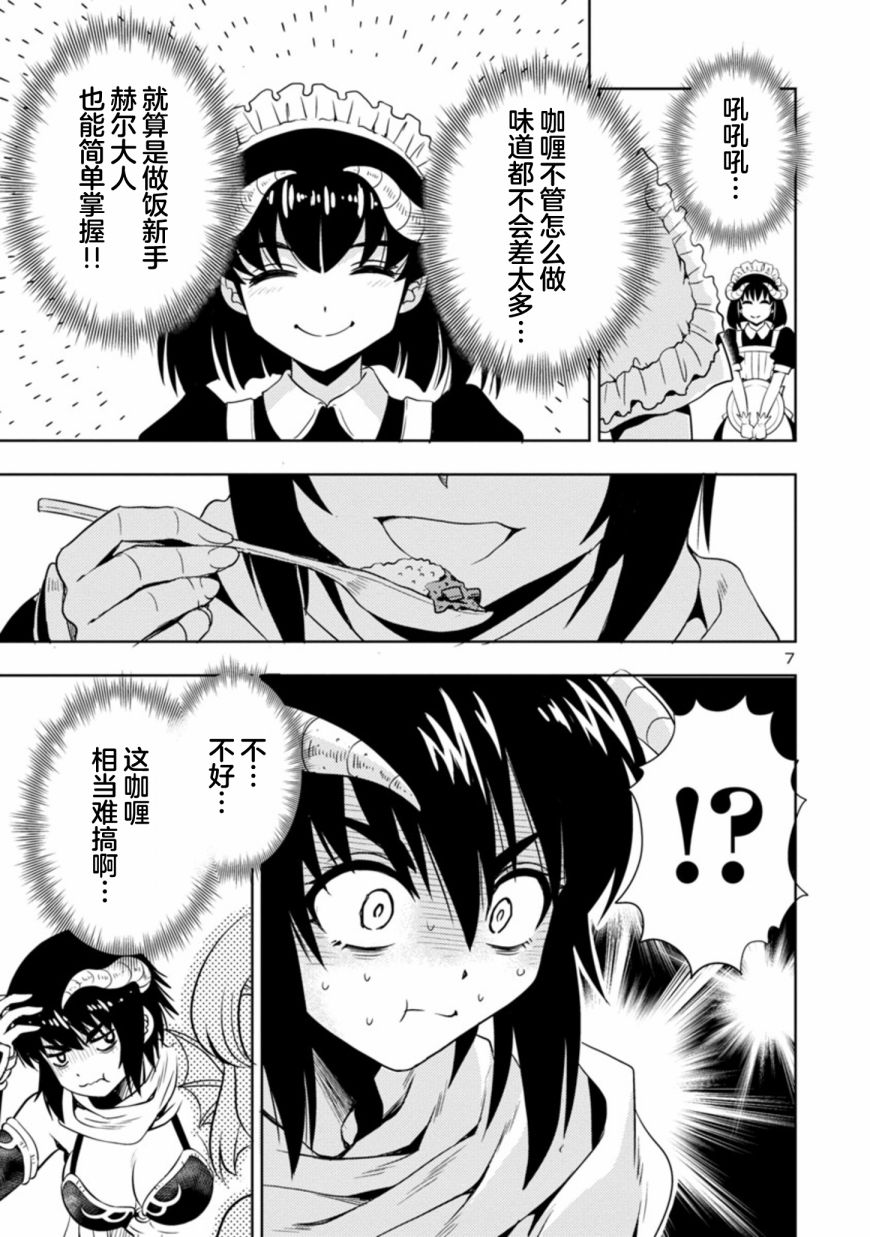 吼吼吼…
咖喱不管怎么做
味道都不会差太多…
就算是做饭新手
赫尔大人
也能简单掌握!!
7
!?
不…
不好…
这咖喱
相当难搞啊…